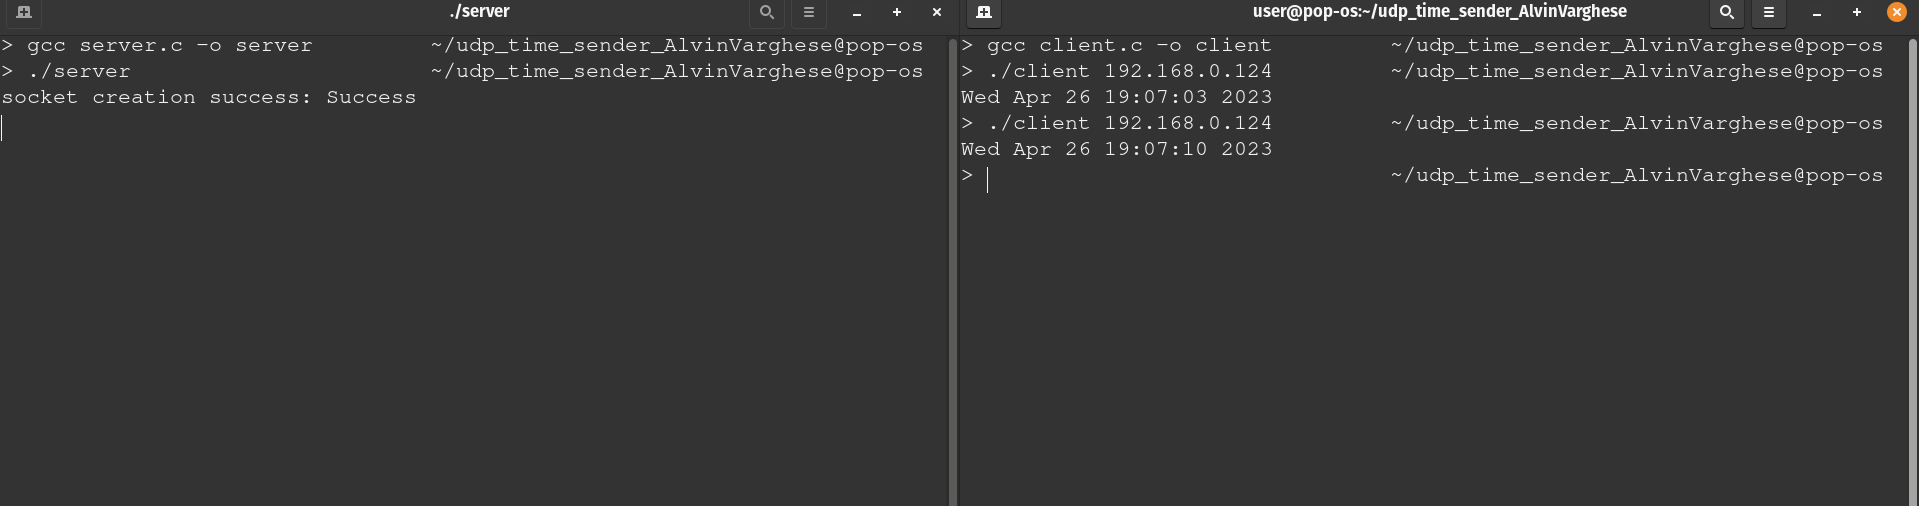 ./server
> gcc server.c -o server ~/udp_time_sender_AlvinVarghese@pop-os
> ./server ~/udp_time_sender_AlvinVarghese@pop-os
socket creation success: Success
user@pop-os:~/udp_time_sender_AlvinVarghese
> gcc client.c -o client ~/udp_time_sender_AlvinVarghese@pop-os
> ./client 192.168.0.124 ~/udp_time_sender_AlvinVarghese@pop-os
Wed Apr 26 19:07:03 2023
> ./client 192.168.0.124 ~/udp_time_sender_AlvinVarghese@pop-os
Wed Apr 26 19:07:10 2023
> ~/udp_time_sender_AlvinVarghese@pop-os